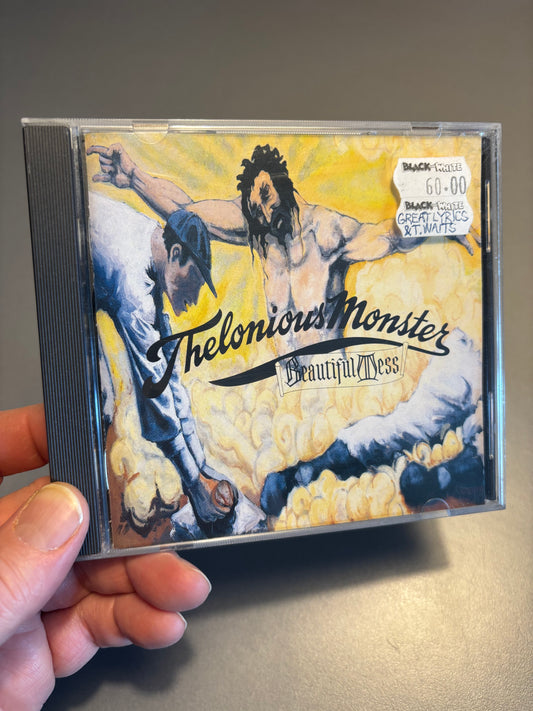 BLACK WHITE
60.00
BLACK WHITE
GREAT LYRICS
& T. WAITS
Thelonious Monster
Beautiful Mess